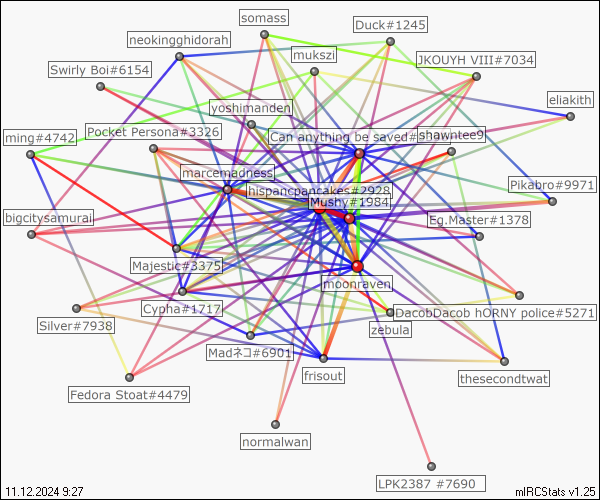 somass
Duck#1245
neokingghidorah
mukszi
JKOUYH VIII#7034
Swirly Boi#6154
eliakith
yoshimanden
Pocket Persona#3326
Can anything be saved#
shawntee9
ming#4742
marcemadness
hispancpancakes#2928
Pikabro#9971
Mushy#1984
bigcitysamurai
Eg.Master#1378
Majestic#3375
moonraven
Cypha#1717
DacobDacob hORNY police#5271
Silver#7938
zebula
Madネコ#6901
frisout
thesecondtwat
Fedora Stoat#4479
normalwan
LPK2387 #7690
11.12.2024 9:27
mIRCStats v1.25